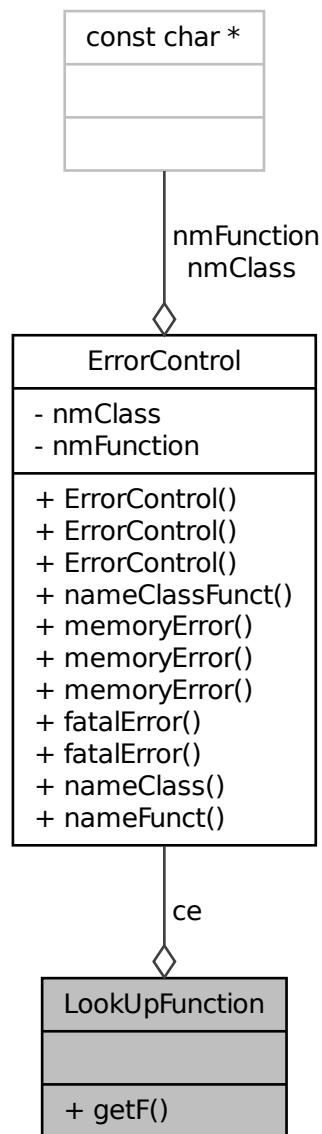 const char *
nmFunction
nmClass
ErrorControl
- nmClass
- nmFunction
+ ErrorControl()
+ ErrorControl()
+ ErrorControl()
+ nameClassFunct()
+ memoryError()
+ memoryError()
+ memoryError()
+ fatalError()
+ fatalError()
+ nameClass()
+ nameFunct()
ce
LookUpFunction
+ getF()